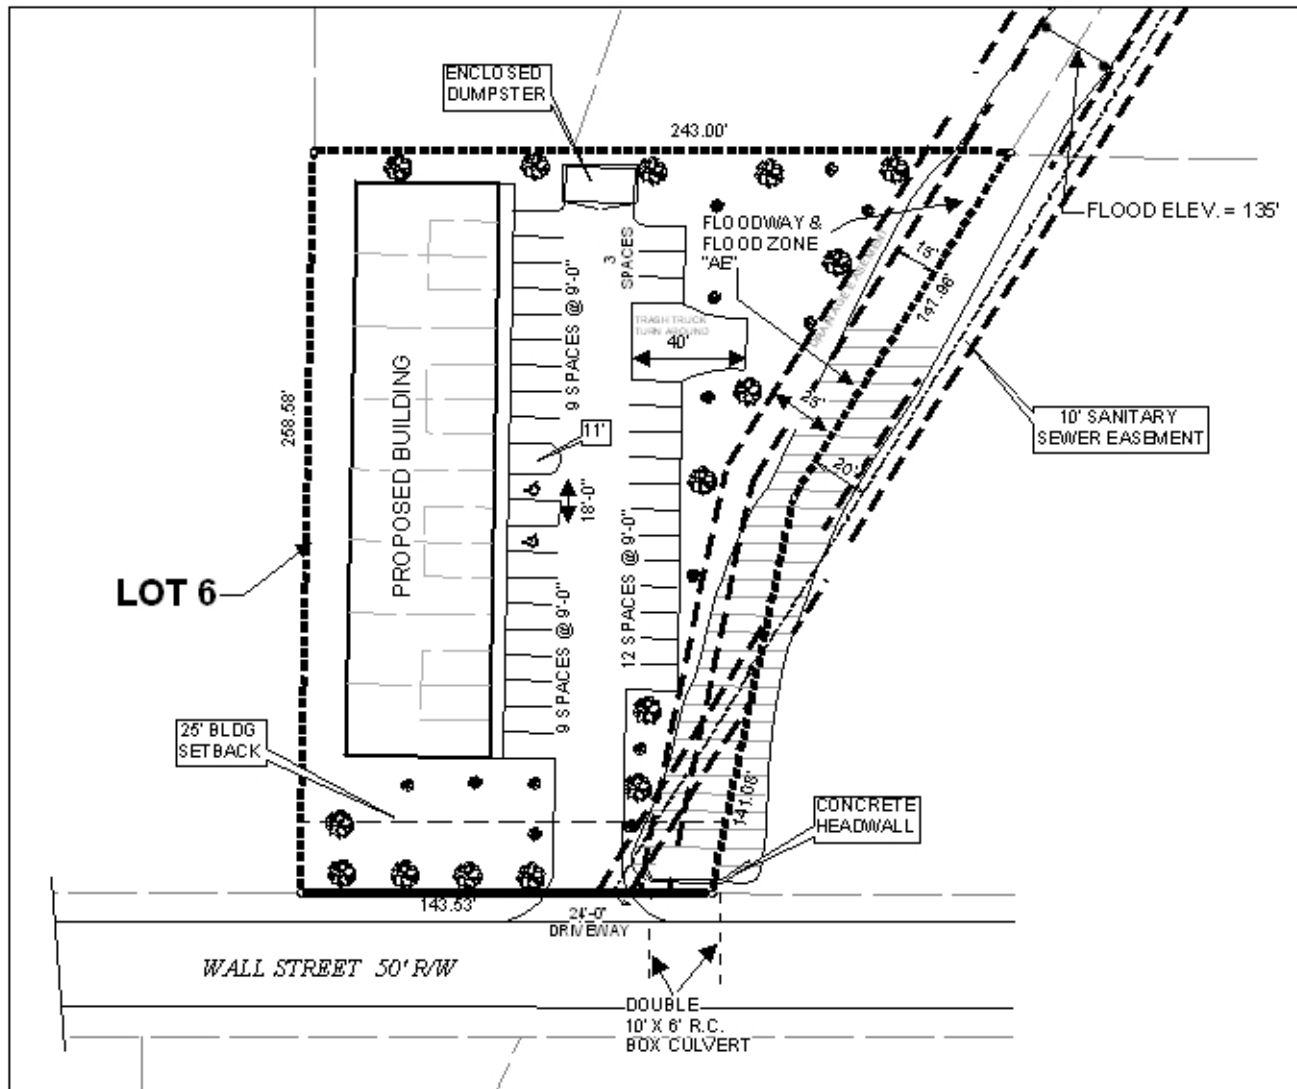 ENCLOSED
DUMPSTER
243.00'
FLOODWAY &
FLOOD ZONE
"AE"
FLOOD ELEV. = 135'
3
SPACES
9 SPACES @ 9'-0"
DRAINAGE EASEMENT
15'
147.96'
TRASH TRUCK
TURN AROUND
40'
258.58'
PROPOSED BUILDING
11'
25'
10' SANITARY
SEWER EASEMENT
20'
18'-0"
LOT 6
12 SPACES @ 9'-0"
9 SPACES @ 9'-0"
25' BLDG
SETBACK
141.08'
CONCRETE
HEADWALL
143.53'
24'-0"
DRIVEWAY
WALL STREET 50' R/W
DOUBLE
10' X 6' R.C.
BOX CULVERT